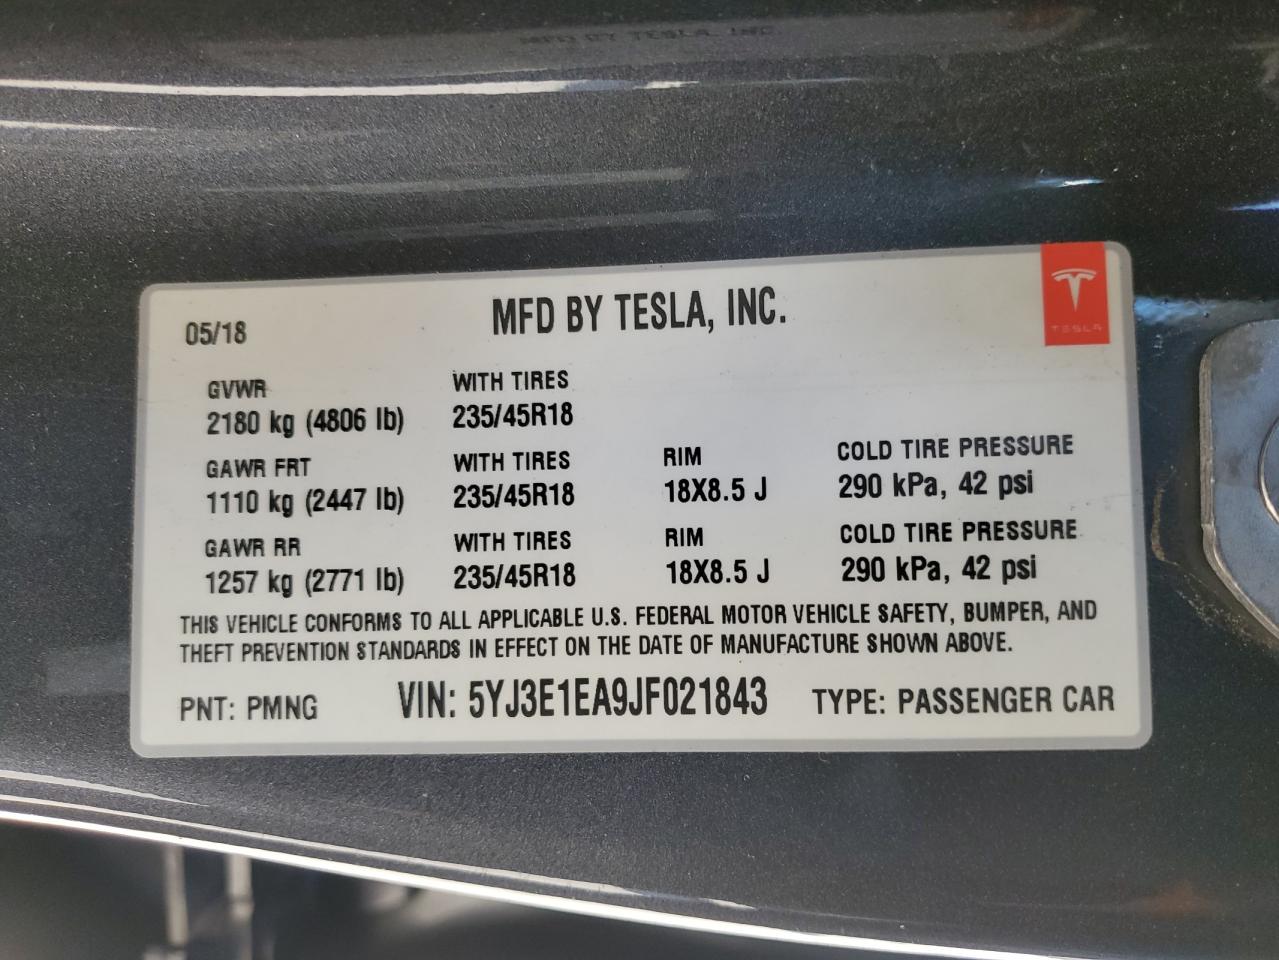 MFD BY TESLA, INC.
05/18
TESLA
GVWR WITH TIRES
2180 kg (4806 lb) 235/45R18
GAWR FRT WITH TIRES RIM COLD TIRE PRESSURE
1110 kg (2447 lb) 235/45R18 18X8.5 J 290 kPa, 42 psi
GAWR RR WITH TIRES RIM COLD TIRE PRESSURE
1257 kg (2771 lb) 235/45R18 18X8.5 J 290 kPa, 42 psi
THIS VEHICLE CONFORMS TO ALL APPLICABLE U.S. FEDERAL MOTOR VEHICLE SAFETY, BUMPER, AND
THEFT PREVENTION STANDARDS IN EFFECT ON THE DATE OF MANUFACTURE SHOWN ABOVE.
PNT: PMNG VIN: 5YJ3E1EA9JF021843 TYPE: PASSENGER CAR